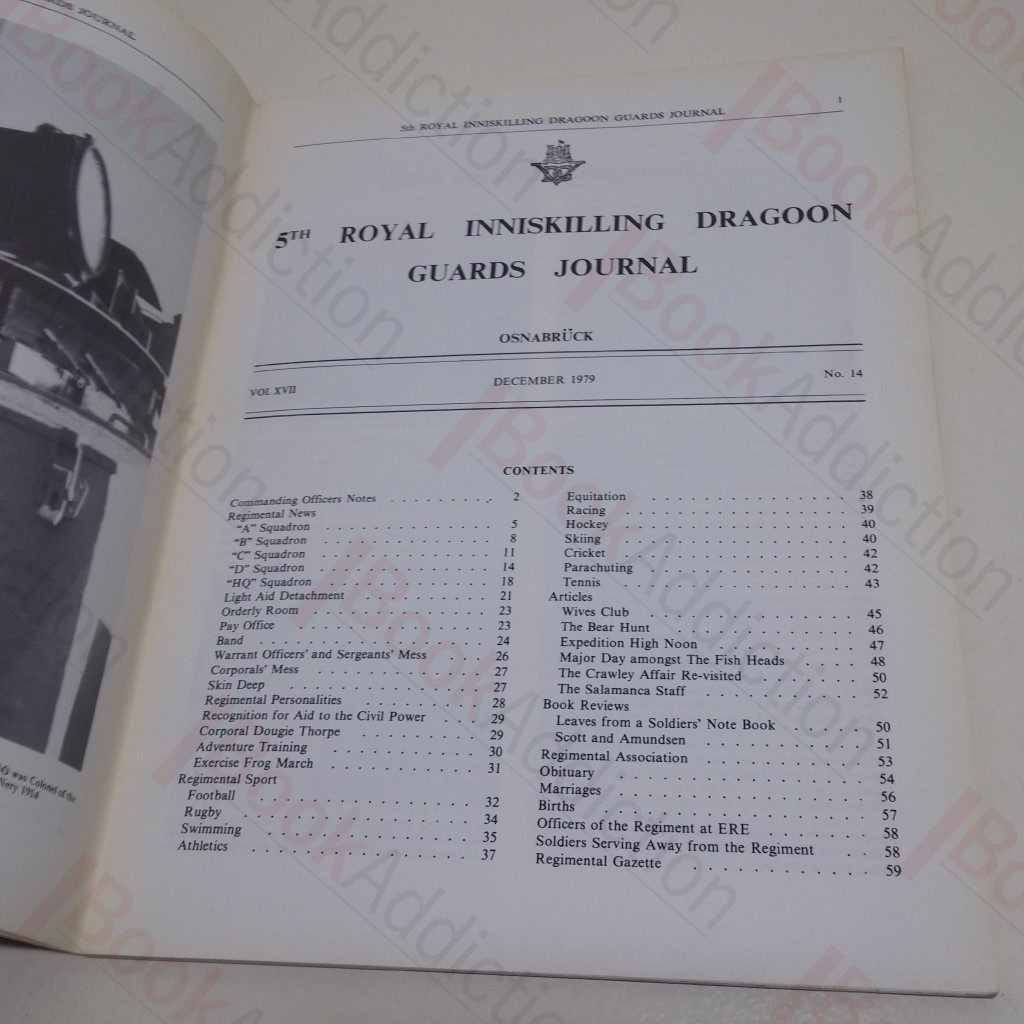 RDS JOURNAL
was Colonel of the
Nery 1914
5th ROYAL INNISKILLING DRAGOON GUARDS JOURNAL 1
5TH ROYAL INNISKILLING DRAGOON
GUARDS JOURNAL
OSNABRÜCK
VOL XVII DECEMBER 1979 No. 14
CONTENTS
Commanding Officers Notes . . . . . . . . . 2
Regimental News
"A" Squadron . . . . . . . . . . . . 5
"B" Squadron . . . . . . . . . . . . 8
"C" Squadron . . . . . . . . . . . . 11
"D" Squadron . . . . . . . . . . . . 14
"HQ" Squadron . . . . . . . . . . . . 18
Light Aid Detachment . . . . . . . . . 21
Orderly Room . . . . . . . . . . . . 23
Pay Office . . . . . . . . . . . . 23
Band . . . . . . . . . . . . . . . 24
Warrant Officers' and Sergeants' Mess . . . 26
Corporals' Mess . . . . . . . . . . . . 27
Skin Deep . . . . . . . . . . . . . 27
Regimental Personalities . . . . . . . . 28
Recognition for Aid to the Civil Power . . . 29
Corporal Dougie Thorpe . . . . . . . . 29
Adventure Training . . . . . . . . . . 30
Exercise Frog March . . . . . . . . . . 31
Regimental Sport
Football . . . . . . . . . . . . . . 32
Rugby . . . . . . . . . . . . . . . 34
Swimming . . . . . . . . . . . . . 35
Athletics . . . . . . . . . . . . . . 37
Equitation . . . . . . . . . . . . . . 38
Racing . . . . . . . . . . . . . . . 39
Hockey . . . . . . . . . . . . . . . 40
Skiing . . . . . . . . . . . . . . . 40
Cricket . . . . . . . . . . . . . . . 42
Parachuting . . . . . . . . . . . . . 42
Tennis . . . . . . . . . . . . . . . 43
Articles
Wives Club . . . . . . . . . . . . . 45
The Bear Hunt . . . . . . . . . . . . 46
Expedition High Noon . . . . . . . . . 47
Major Day amongst The Fish Heads . . . . 48
The Crawley Affair Re-visited . . . . . . . 50
The Salamanca Staff . . . . . . . . . . 52
Book Reviews
Leaves from a Soldiers' Note Book . . . . . 50
Scott and Amundsen . . . . . . . . . . 51
Regimental Association . . . . . . . . . . 53
Obituary . . . . . . . . . . . . . . . 54
Marriages . . . . . . . . . . . . . . . 56
Births . . . . . . . . . . . . . . . . 57
Officers of the Regiment at ERE . . . . . . . 58
Soldiers Serving Away from the Regiment . . 58
Regimental Gazette . . . . . . . . . . . 59